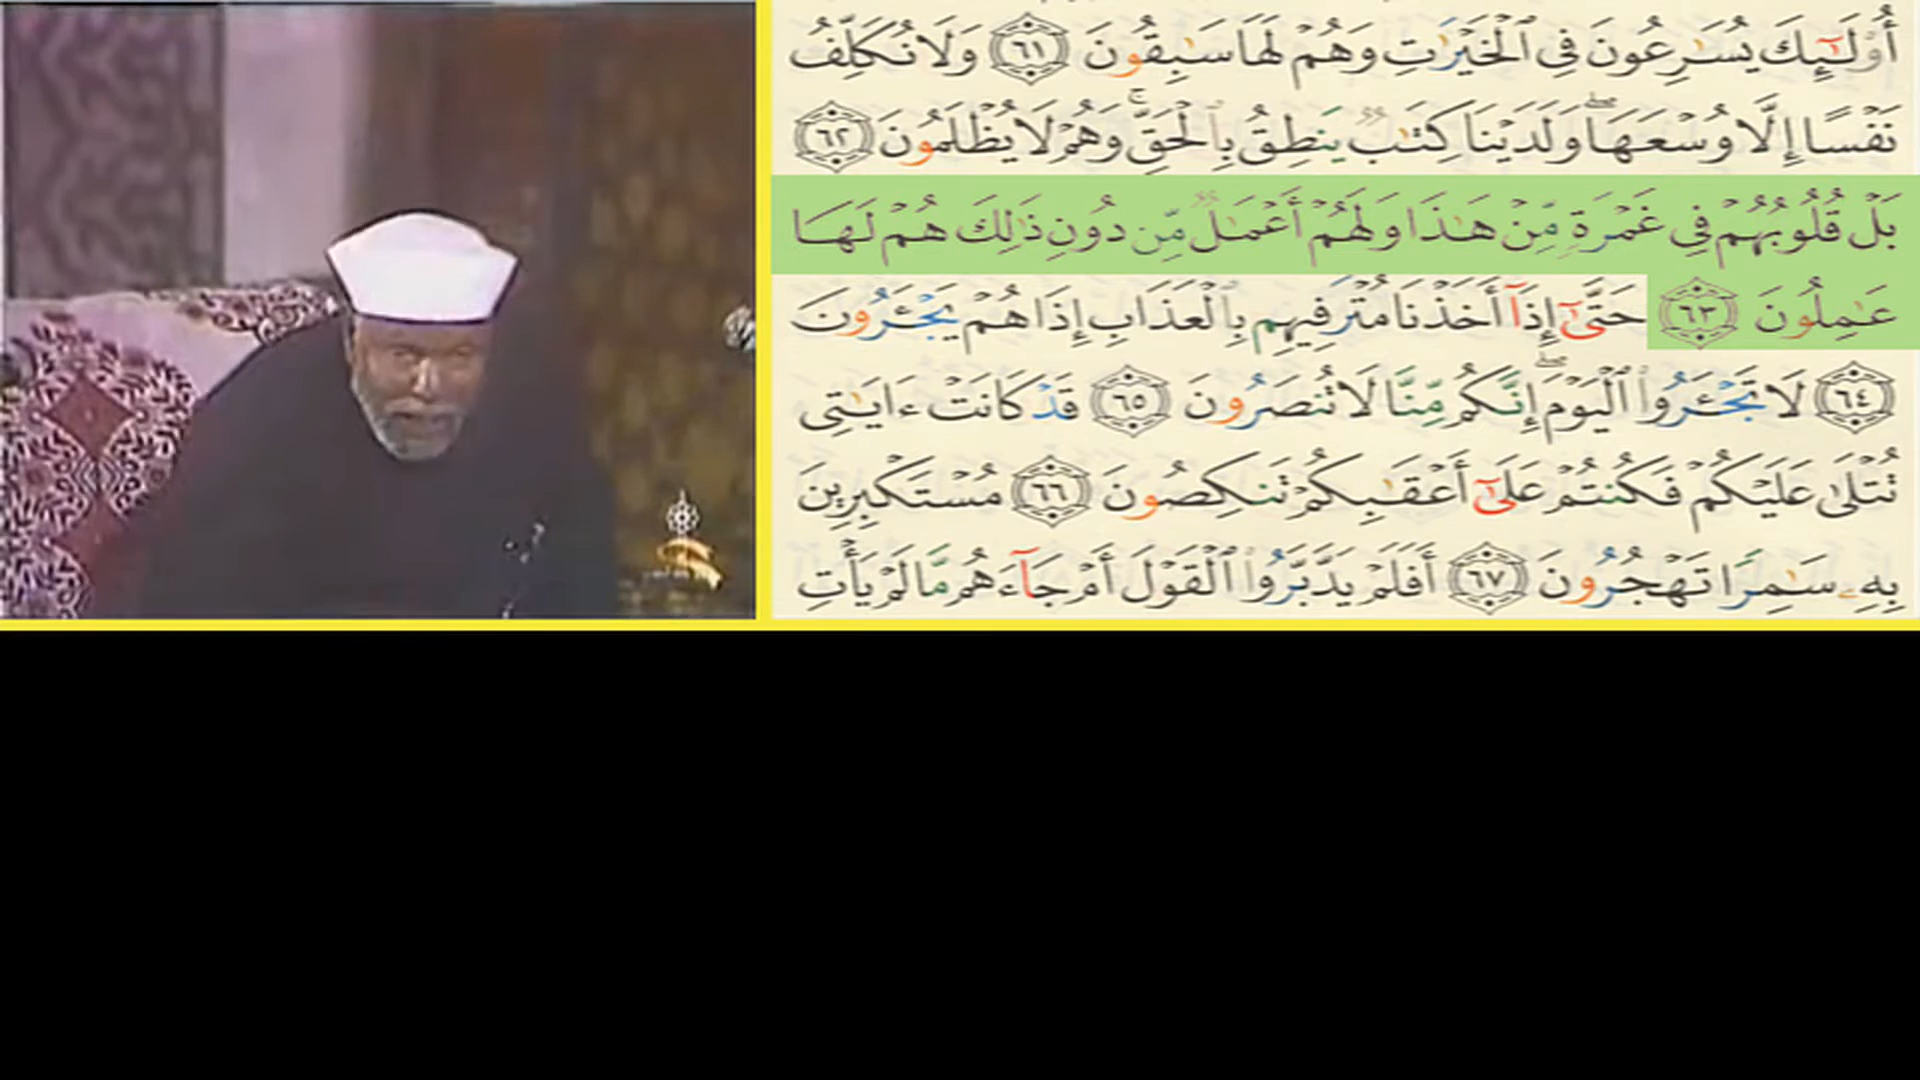 أُوْلَـٰٓئِكَ يُسَـٰرِعُونَ فِى ٱلْخَيْرَٰتِ وَهُمْ لَهَا سَـٰبِقُونَ ٦١ وَلَا نُكَلِّفُ
نَفْسًا إِلَّا وُسْعَهَا ۖ وَلَدَيْنَا كِتَـٰبٌ يَنطِقُ بِٱلْحَقِّ ۚ وَهُمْ لَا يُظْلَمُونَ ٦٢
بَلْ قُلُوبُهُمْ فِى غَمْرَةٍ مِّنْ هَـٰذَا وَلَهُمْ أَعْمَـٰلٌ مِّن دُونِ ذَٰلِكَ هُمْ لَهَا
عَـٰمِلُونَ ٦٣ حَتَّىٰٓ إِذَآ أَخَذْنَا مُتْرَفِيهِم بِٱلْعَذَابِ إِذَا هُمْ يَجْـَٔرُونَ
٦٤ لَا تَجْـَٔرُوا۟ ٱلْيَوْمَ ۖ إِنَّكُم مِّنَّا لَا تُنصَرُونَ ٦٥ قَدْ كَانَتْ ءَايَـٰتِى
تُتْلَىٰ عَلَيْكُمْ فَكُنتُمْ عَلَىٰٓ أَعْقَـٰبِكُمْ تَنكِصُونَ ٦٦ مُسْتَكْبِرِينَ
بِهِۦ سَـٰمِرًا تَهْجُرُونَ ٦٧ أَفَلَمْ يَدَّبَّرُوا۟ ٱلْقَوْلَ أَمْ جَآءَهُم مَّا لَمْ يَأْتِ